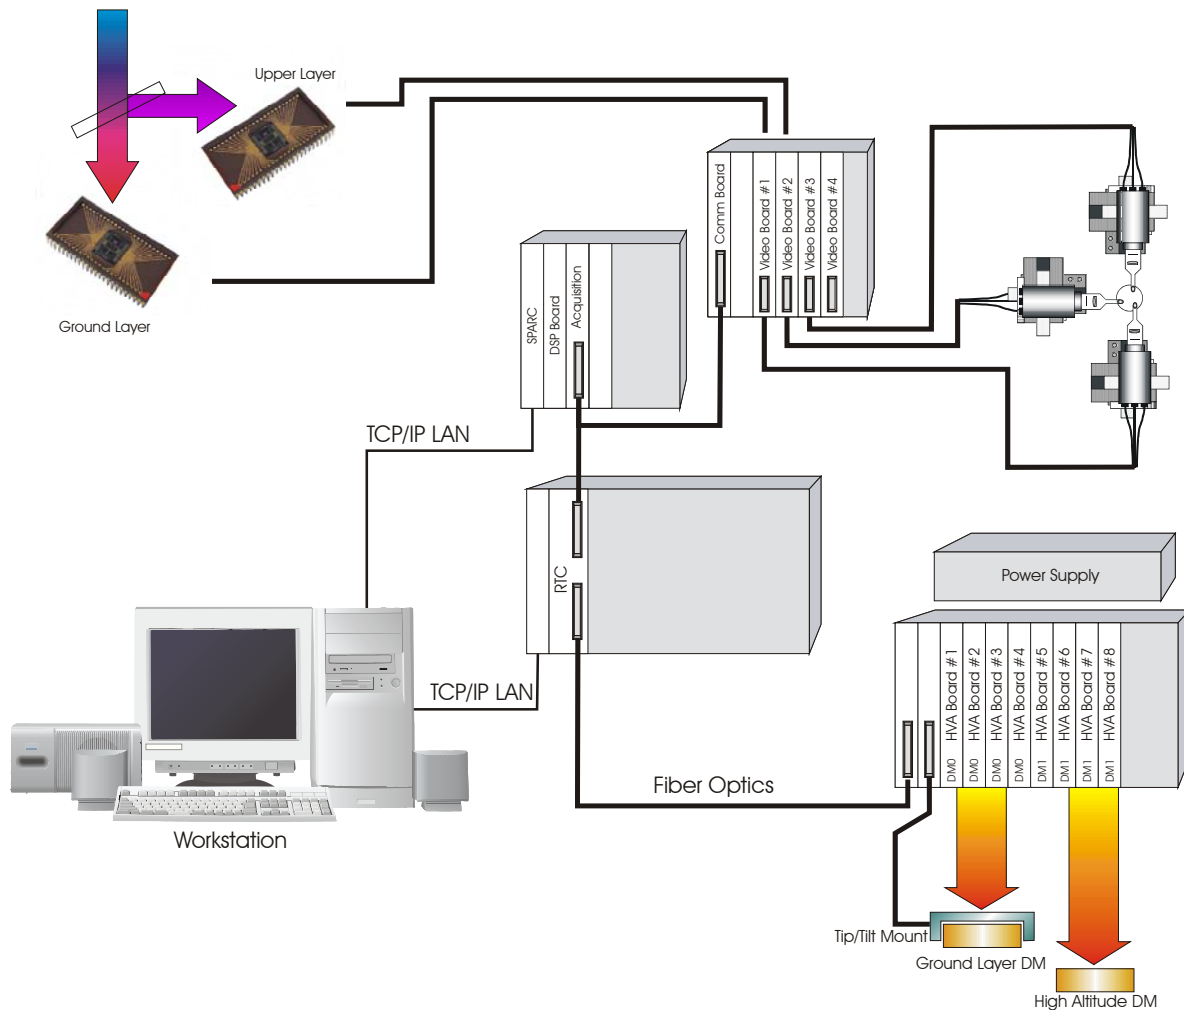 Upper Layer
Ground Layer
Comm Board
Video Board #1
Video Board #2
Video Board #3
Video Board #4
SPARC
DSP Board
Acquisition
TCP/IP LAN
RTC
Power Supply
TCP/IP LAN
DM0 HVA Board #1
DM0 HVA Board #2
DM0 HVA Board #3
DM0 HVA Board #4
DM1 HVA Board #5
DM1 HVA Board #6
DM1 HVA Board #7
DM1 HVA Board #8
Fiber Optics
Workstation
Tip/Tilt Mount
Ground Layer DM
High Altitude DM